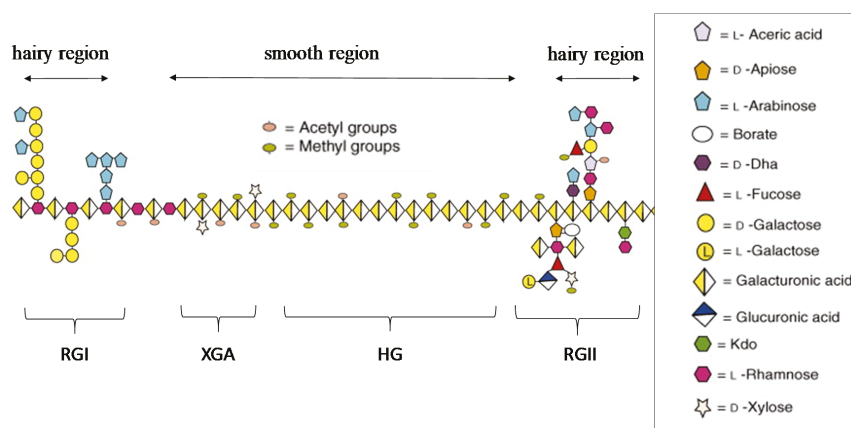 hairy region
smooth region
hairy region
= Acetyl groups
= Methyl groups
L
RGI
XGA
HG
RGII
= L- Aceric acid
= D -Apiose
= L -Arabinose
= Borate
= D -Dha
= L -Fucose
= D -Galactose
L = L -Galactose
= Galacturonic acid
= Glucuronic acid
= Kdo
= L -Rhamnose
= D -Xylose